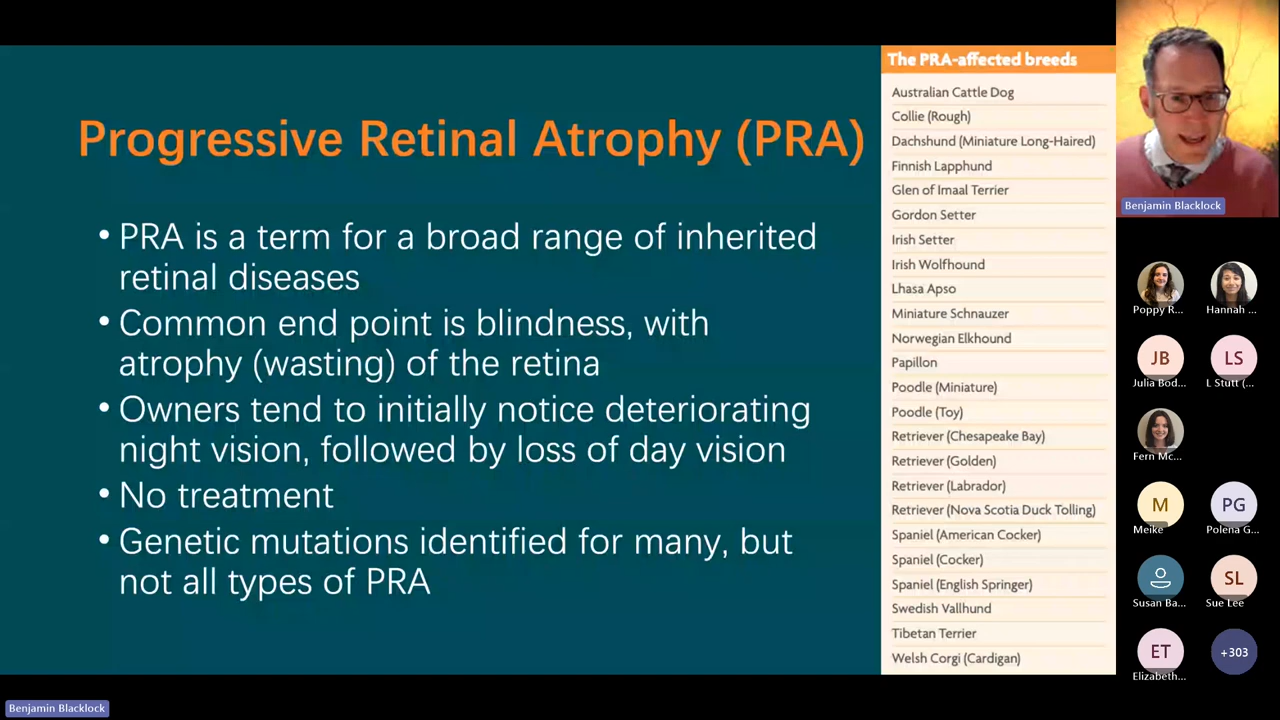 Progressive Retinal Atrophy (PRA)
• PRA is a term for a broad range of inherited
retinal diseases
• Common end point is blindness, with
atrophy (wasting) of the retina
• Owners tend to initially notice deteriorating
night vision, followed by loss of day vision
• No treatment
• Genetic mutations identified for many, but
not all types of PRA
The PRA-affected breeds
Australian Cattle Dog
Collie (Rough)
Dachshund (Miniature Long-Haired)
Finnish Lapphund
Glen of Imaal Terrier
Gordon Setter
Irish Setter
Irish Wolfhound
Lhasa Apso
Miniature Schnauzer
Norwegian Elkhound
Papillon
Poodle (Miniature)
Poodle (Toy)
Retriever (Chesapeake Bay)
Retriever (Golden)
Retriever (Labrador)
Retriever (Nova Scotia Duck Tolling)
Spaniel (American Cocker)
Spaniel (Cocker)
Spaniel (English Springer)
Swedish Vallhund
Tibetan Terrier
Welsh Corgi (Cardigan)
Benjamin Blacklock
Poppy R...
Hannah ...
JB
Julia Bod...
LS
L Stutt (...
Fern Mc...
M
Meike
PG
Polena G...
Susan Ba...
SL
Sue Lee
ET
Elizabeth...
+303
Benjamin Blacklock